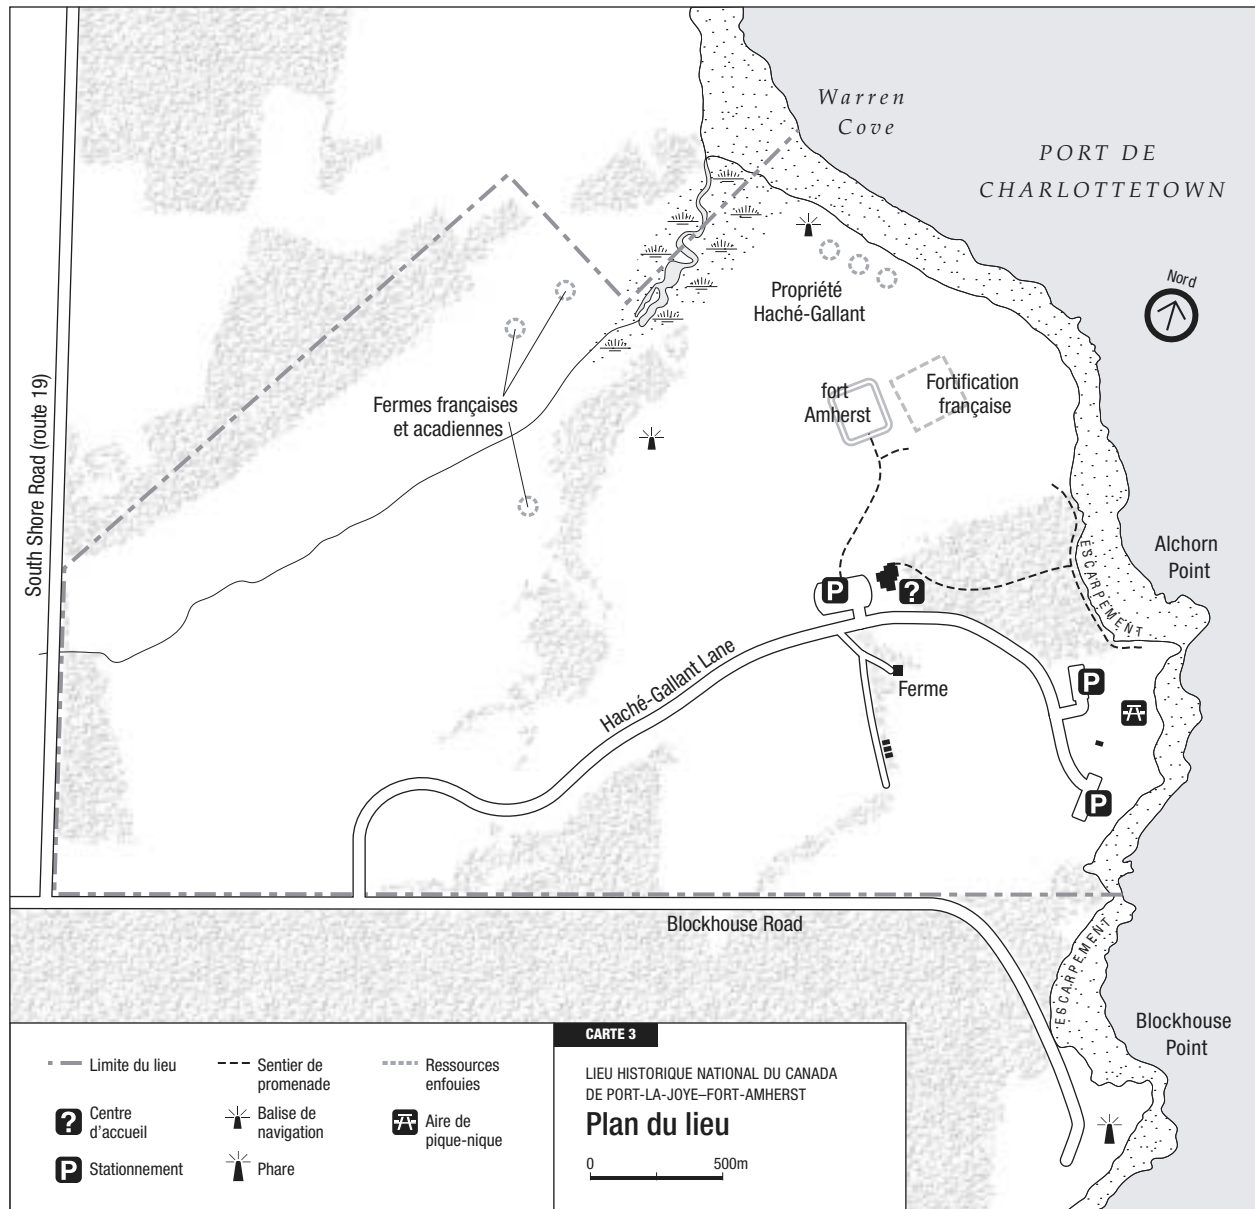 Warren
Cove
PORT DE
CHARLOTTETOWN
Nord
Propriété
Haché-Gallant
fort
Amherst
Fortification
française
Fermes françaises
et acadiennes
South Shore Road (route 19)
ESCARPEMENT
Alchorn
Point
P
?
Haché-Gallant Lane
Ferme
P
P
Blockhouse Road
ESCARPEMENT
Blockhouse
Point
Limite du lieu
Sentier de
promenade
Ressources
enfouies
?
Centre
d'accueil
Balise de
navigation
Aire de
pique-nique
P
Stationnement
Phare
CARTE 3
LIEU HISTORIQUE NATIONAL DU CANADA
DE PORT-LA-JOYE–FORT-AMHERST
Plan du lieu
0 500m